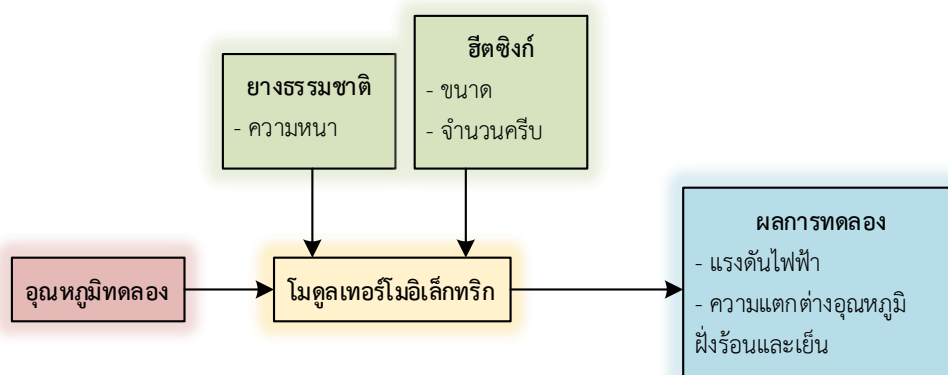 ยางธรรมชาติ
- ความหนา
ฮีตซิงก์
- ขนาด
- จำนวนครีบ
อุณหภูมิทดลอง
โมดูลเทอร์โมอิเล็กทริก
ผลการทดลอง
- แรงดันไฟฟ้า
- ความแตกต่างอุณหภูมิ
ฝั่งร้อนและเย็น